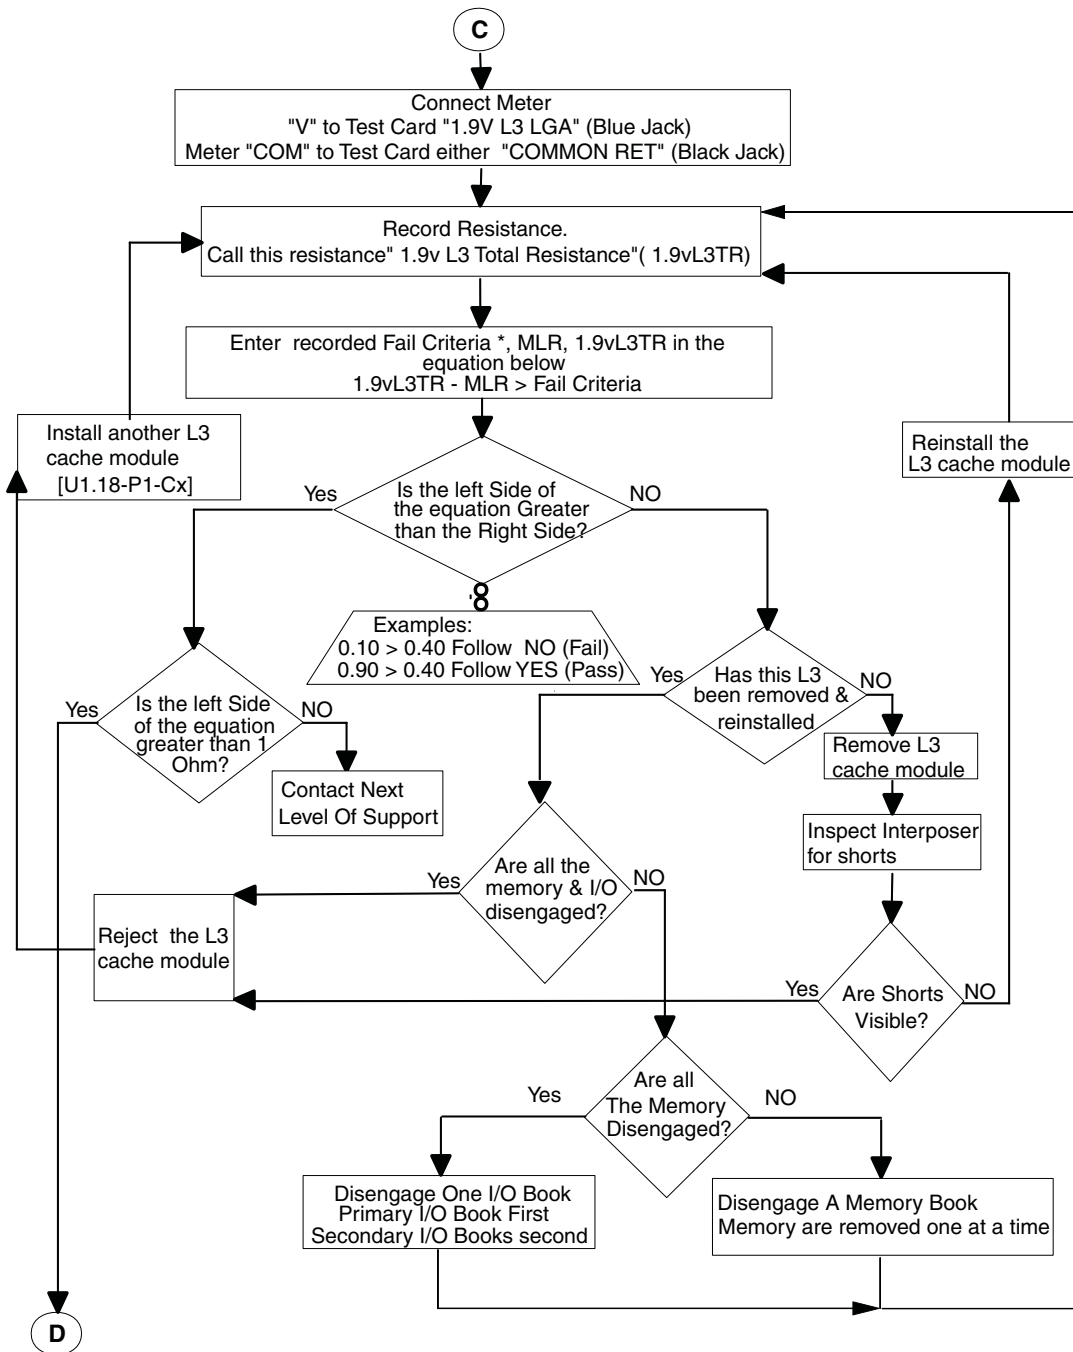 C
Connect Meter
"V" to Test Card "1.9V L3 LGA" (Blue Jack)
Meter "COM" to Test Card either "COMMON RET" (Black Jack)
Record Resistance.
Call this resistance" 1.9v L3 Total Resistance"( 1.9vL3TR)
Enter recorded Fail Criteria *, MLR, 1.9vL3TR in the
equation below
1.9vL3TR - MLR > Fail Criteria
Install another L3
cache module
[U1.18-P1-Cx]
Reinstall the
L3 cache module
Yes
Is the left Side of
the equation Greater
than the Right Side?
NO
Examples:
0.10 > 0.40 Follow NO (Fail)
0.90 > 0.40 Follow YES (Pass)
Yes
Is the left Side
of the equation
greater than 1
Ohm?
NO
Contact Next
Level Of Support
Yes
Has this L3
been removed &
reinstalled
NO
Remove L3
cache module
Inspect Interposer
for shorts
Yes
Are all the
memory & I/O
disengaged?
NO
Reject the L3
cache module
Yes
Are Shorts
Visible?
NO
Yes
Are all
The Memory
Disengaged?
NO
Disengage One I/O Book
Primary I/O Book First
Secondary I/O Books second
Disengage A Memory Book
Memory are removed one at a time
D